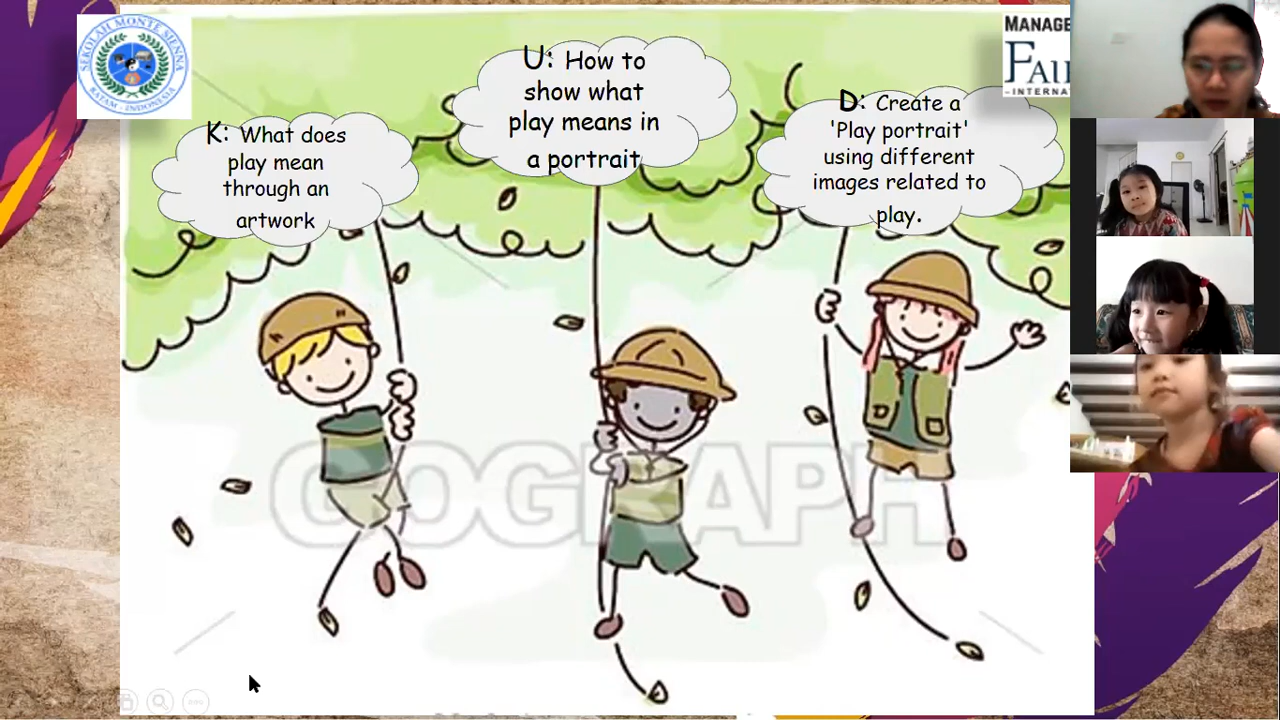 SEKOLAH MONTE SIENNA
BATAM - INDONESIA
K: What does
play mean
through an
artwork
U: How to
show what
play means in
a portrait
D: Create a
'Play portrait'
using different
images related to
play.
MANAGE
FAI
GOGRAPH